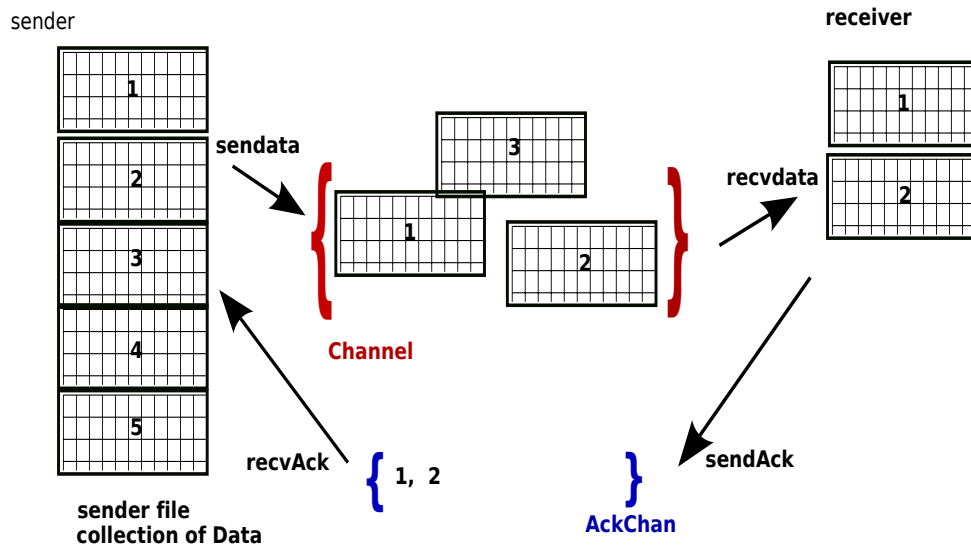 sender
receiver
1
2
3
4
5
sendata
3
1
2
recvdata
1
2
Channel
recvAck
{ 1, 2 }
sendAck
AckChan
sender file
collection of Data